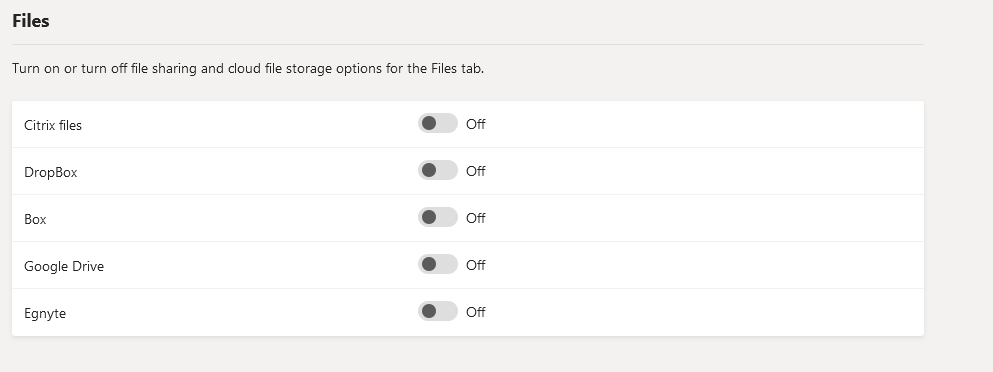 Files
Turn on or turn off file sharing and cloud file storage options for the Files tab.
Citrix files Off
DropBox Off
Box Off
Google Drive Off
Egnyte Off